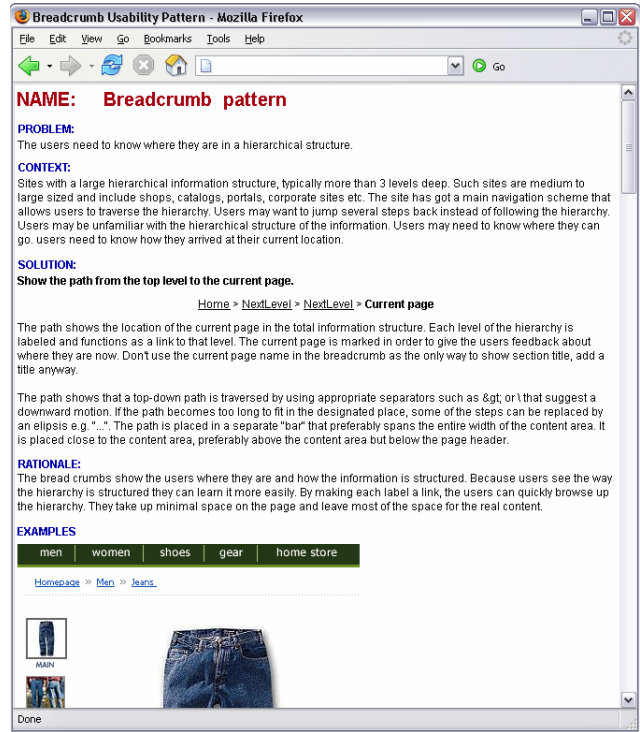 Breadcrumb Usability Pattern - Mozilla Firefox
File Edit View Go Bookmarks Tools Help
Go
NAME: Breadcrumb pattern
PROBLEM:
The users need to know where they are in a hierarchical structure.
CONTEXT:
Sites with a large hierarchical information structure, typically more than 3 levels deep. Such sites are medium to
large sized and include shops, catalogs, portals, corporate sites etc. The site has got a main navigation scheme that
allows users to traverse the hierarchy. Users may want to jump several steps back instead of following the hierarchy.
Users may be unfamiliar with the hierarchical structure of the information. Users may need to know where they can
go. users need to know how they arrived at their current location.
SOLUTION:
Show the path from the top level to the current page.
Home > NextLevel > NextLevel > Current page
The path shows the location of the current page in the total information structure. Each level of the hierarchy is
labeled and functions as a link to that level. The current page is marked in order to give the users feedback about
where they are now. Don't use the current page name in the breadcrumb as the only way to show section title, add a
title anyway.
The path shows that a top-down path is traversed by using appropriate separators such as &gt; or \ that suggest a
downward motion. If the path becomes too long to fit in the designated place, some of the steps can be replaced by
an elipsis e.g. "...". The path is placed in a separate "bar" that preferably spans the entire width of the content area. It
is placed close to the content area, preferably above the content area but below the page header.
RATIONALE:
The bread crumbs show the users where they are and how the information is structured. Because users see the way
the hierarchy is structured they can learn it more easily. By making each label a link, the users can quickly browse up
the hierarchy. They take up minimal space on the page and leave most of the space for the real content.
EXAMPLES
men women shoes gear home store
Homepage » Men » Jeans
MAIN
Done